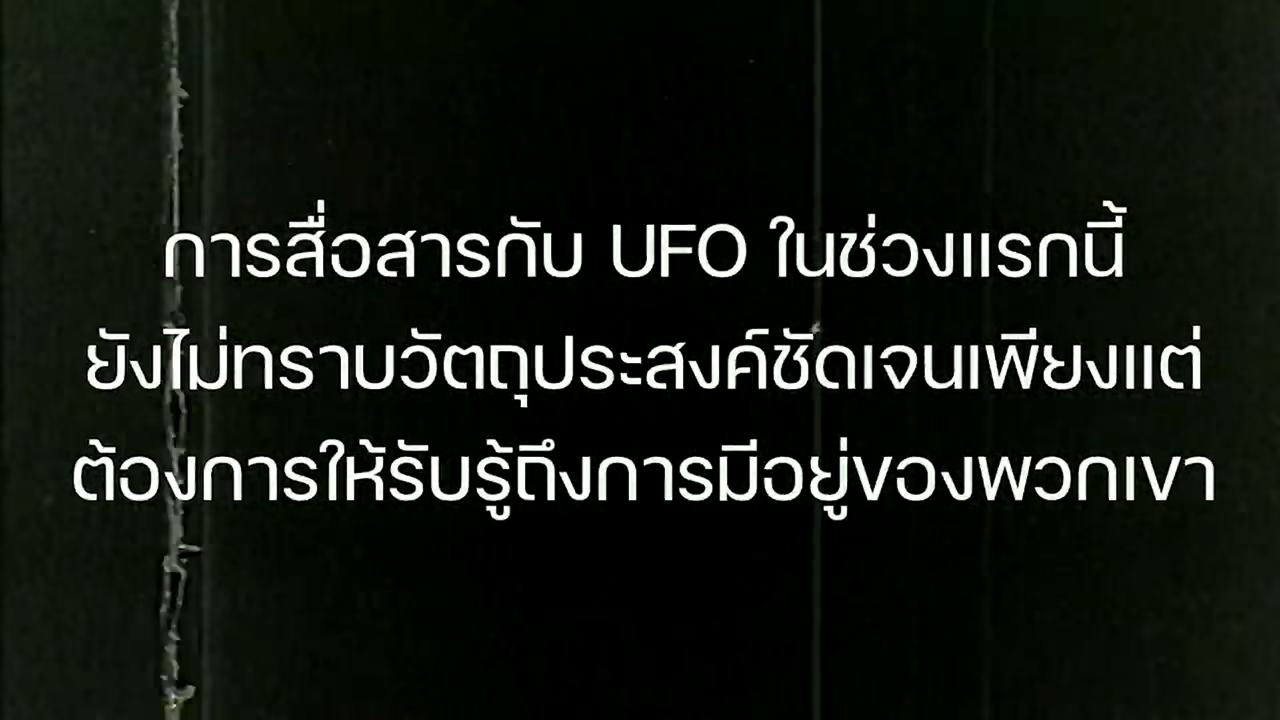 การสื่อสารกับ UFO ในช่วงแรกนี้
ยังไม่ทราบวัตถุประสงค์ชัดเจนเพียงแต่
ต้องการให้รับรู้ถึงการมีอยู่ของพวกเขา